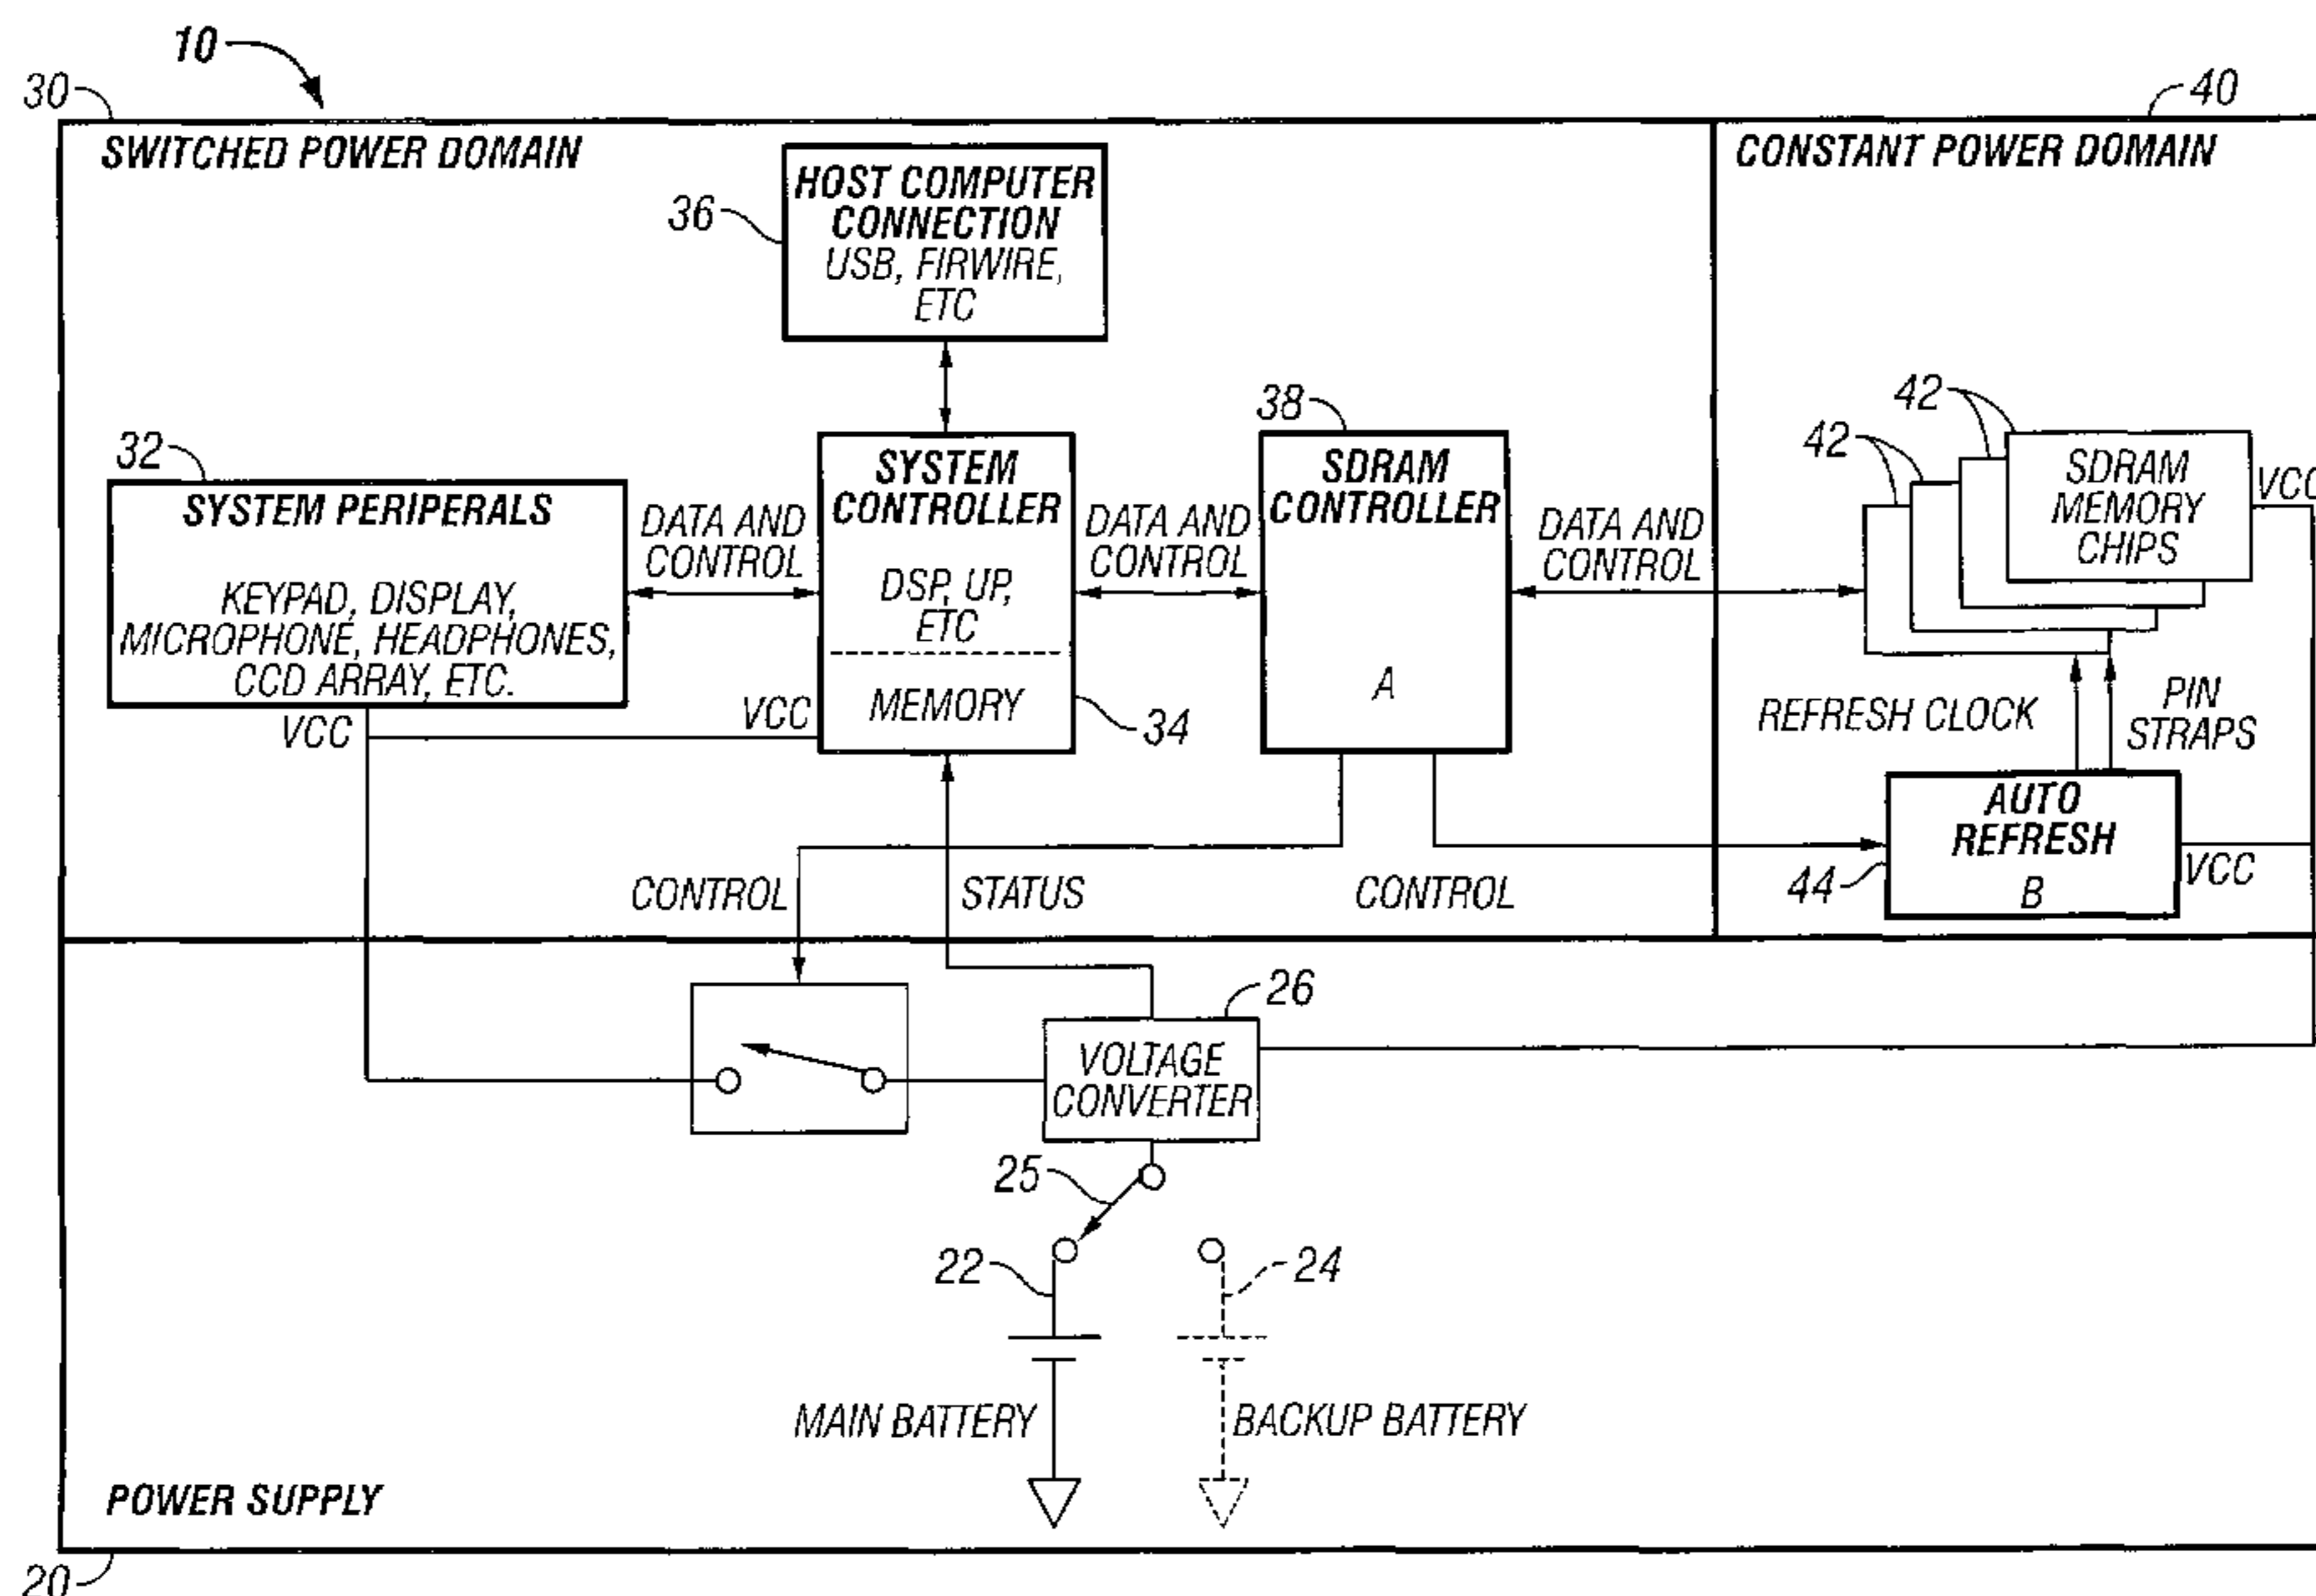 10
30
40
SWITCHED POWER DOMAIN
CONSTANT POWER DOMAIN
36
HOST COMPUTER
CONNECTION
USB, FIRWIRE,
ETC
32
SYSTEM PERIPERALS
KEYPAD, DISPLAY,
MICROPHONE, HEADPHONES,
CCD ARRAY, ETC.
VCC
DATA AND
CONTROL
SYSTEM
CONTROLLER
DSP, UP,
ETC
MEMORY
VCC
34
DATA AND
CONTROL
38
SDRAM
CONTROLLER
A
DATA AND
CONTROL
42
42
SDRAM
MEMORY
CHIPS
VCC
REFRESH CLOCK
PIN
STRAPS
AUTO
REFRESH
B
44
VCC
CONTROL
STATUS
CONTROL
26
VOLTAGE
CONVERTER
25
22
24
MAIN BATTERY
BACKUP BATTERY
POWER SUPPLY
20